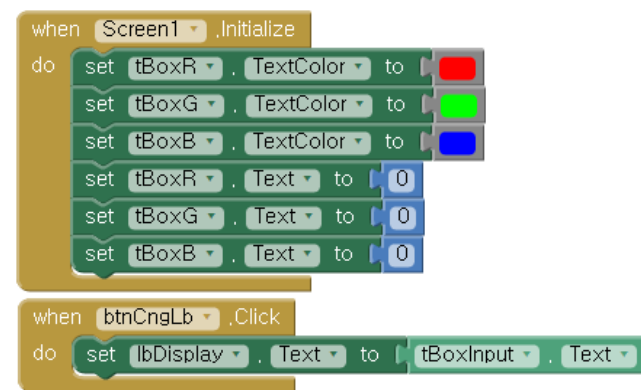 when Screen1 .Initialize
do set tBoxR . TextColor to
set tBoxG . TextColor to
set tBoxB . TextColor to
set tBoxR . Text to 0
set tBoxG . Text to 0
set tBoxB . Text to 0
when btnCngLb .Click
do set lbDisplay . Text to tBoxInput . Text